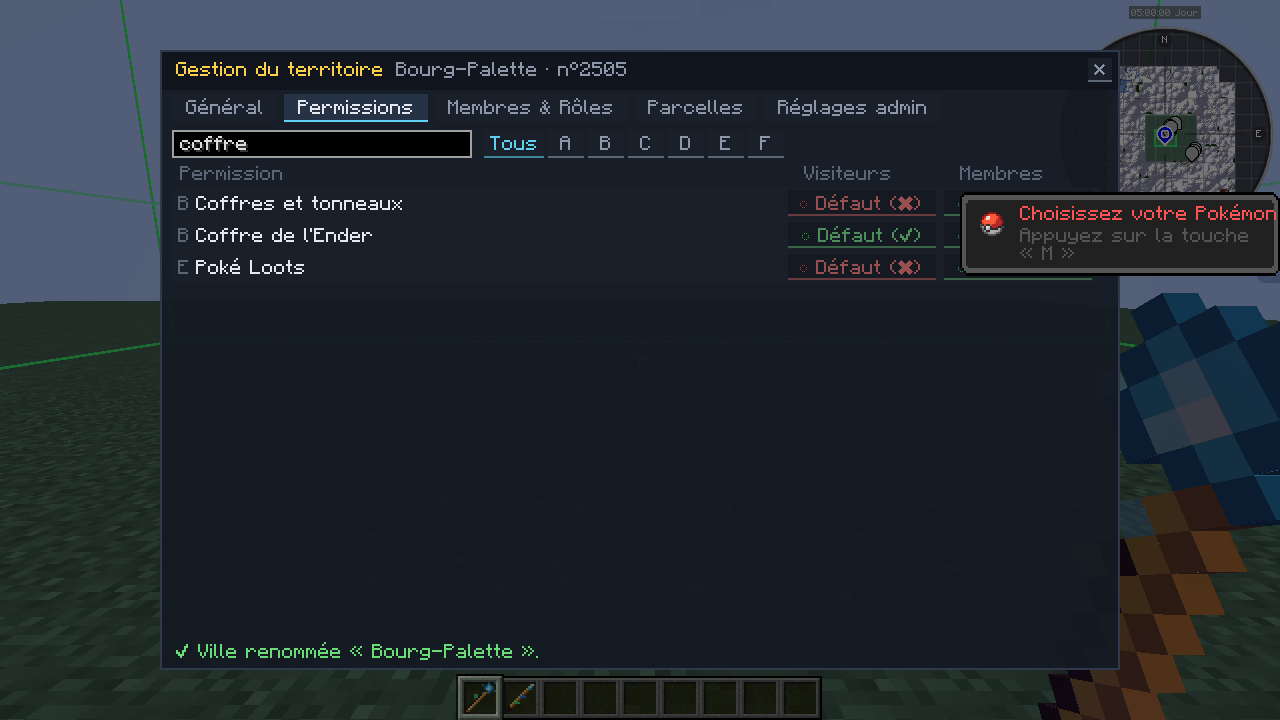 05:00:00 Jour
N
Gestion du territoire Bourg-Palette · n°2505
Général Permissions Membres & Rôles Parcelles Réglages admin
E
coffre Tous A B C D E F
Permission Visiteurs Membres
B Coffres et tonneaux Défaut (✖)
Choisissez votre Pokémon
B Coffre de l'Ender Défaut (✓)
Appuyez sur la touche
« M »
E Poké Loots Défaut (✖)
✓ Ville renommée « Bourg-Palette ».